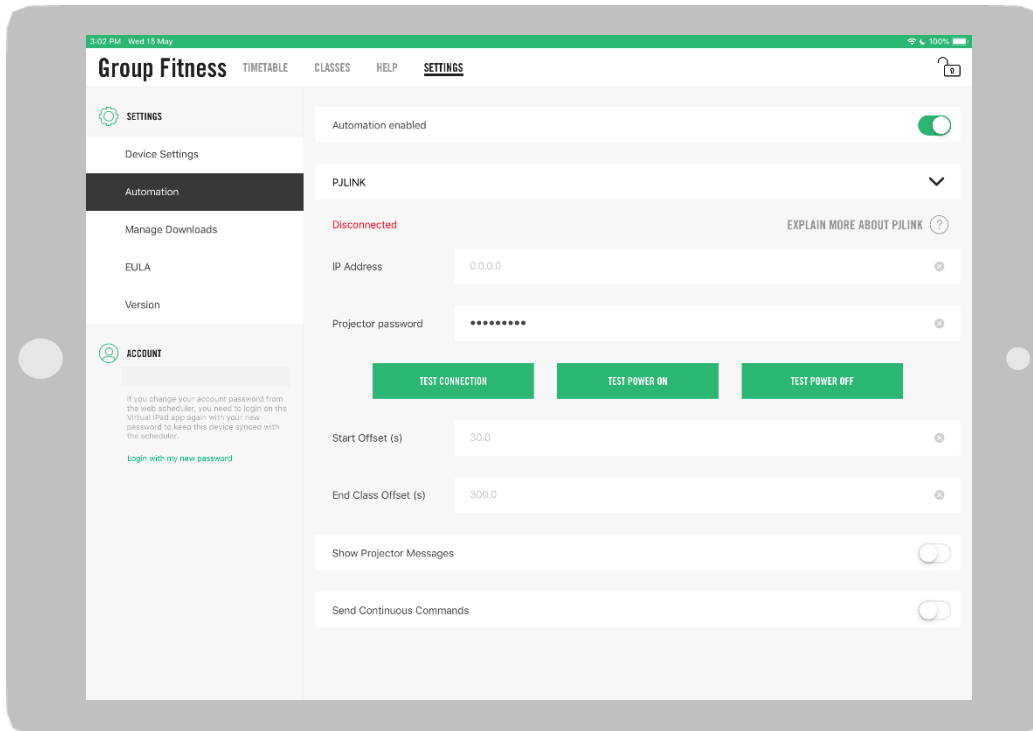 3:02 PM Wed 15 May 100%
Group Fitness TIMETABLE CLASSES HELP SETTINGS
SETTINGS
Device Settings
Automation
Manage Downloads
EULA
Version
ACCOUNT
If you change your account password from
the web scheduler, you need to login on the
Virtual iPad app again with your new
password to keep this device synced with
the scheduler.
Login with my new password
Automation enabled
PJLINK
Disconnected EXPLAIN MORE ABOUT PJLINK ?
IP Address 0.0.0.0
Projector password •••••••••
TEST CONNECTION TEST POWER ON TEST POWER OFF
Start Offset (s) 30.0
End Class Offset (s) 300.0
Show Projector Messages
Send Continuous Commands